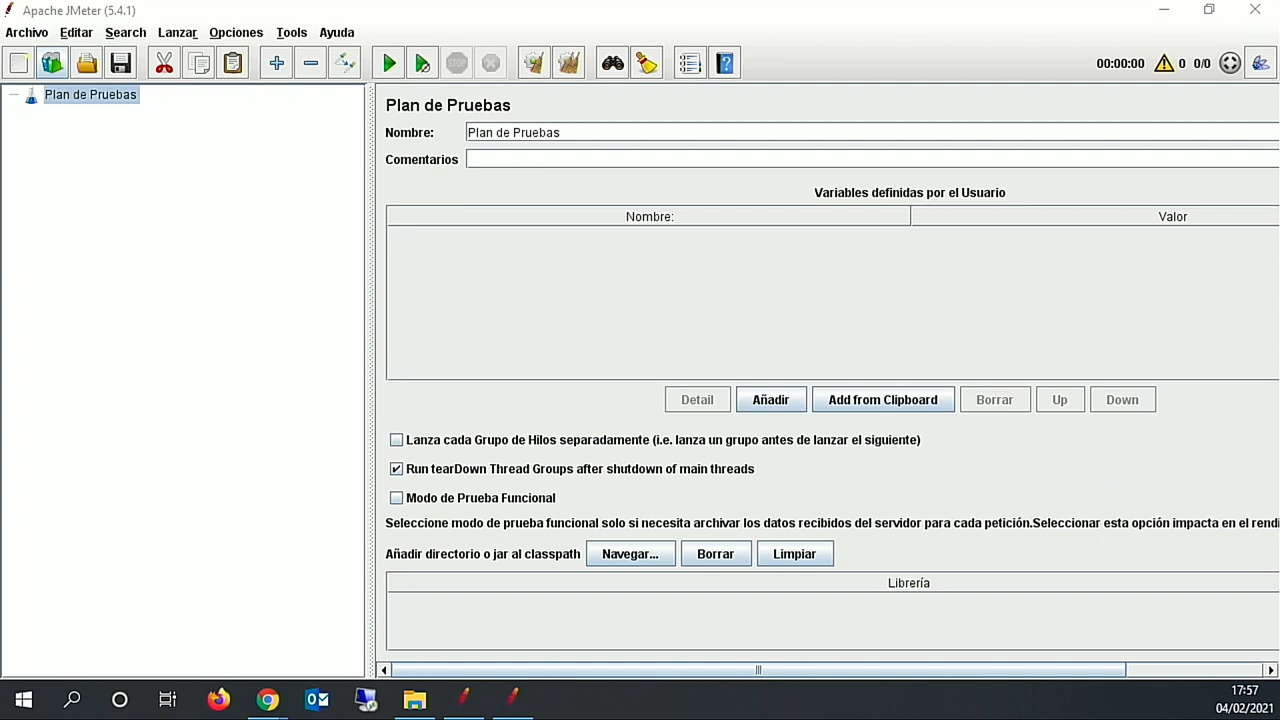 Apache JMeter (5.4.1)
Archivo Editar Search Lanzar Opciones Tools Ayuda
STOP
00:00:00 0 0/0
Plan de Pruebas
Plan de Pruebas
Nombre: Plan de Pruebas
Comentarios
Variables definidas por el Usuario
Nombre: Valor
Detail Añadir Add from Clipboard Borrar Up Down
Lanza cada Grupo de Hilos separadamente (i.e. lanza un grupo antes de lanzar el siguiente)
Run tearDown Thread Groups after shutdown of main threads
Modo de Prueba Funcional
Seleccione modo de prueba funcional solo si necesita archivar los datos recibidos del servidor para cada petición.Seleccionar esta opción impacta en el rendi
Añadir directorio o jar al classpath Navegar... Borrar Limpiar
Librería
17:57
04/02/2021